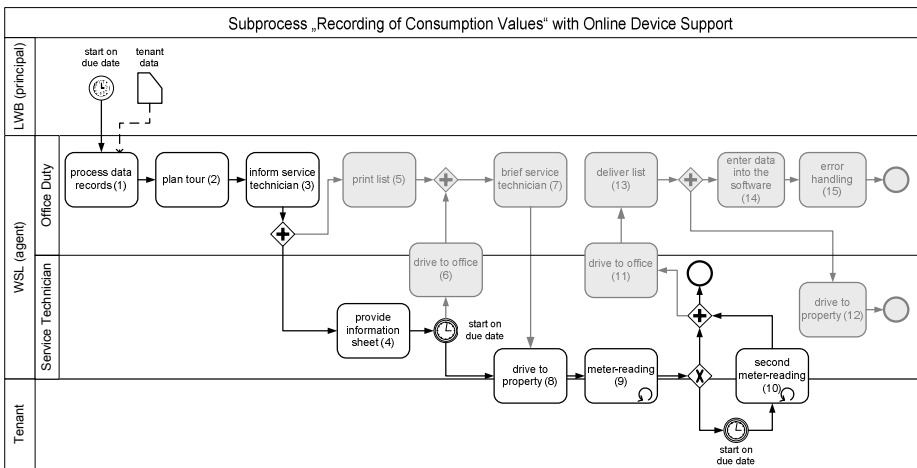 Subprocess „Recording of Consumption Values“ with Online Device Support
LWB (principal)
start on
due date
tenant
data
WSL (agent)
Office Duty
process data
records (1)
plan tour (2)
inform service
technician (3)
print list (5)
brief service
technician (7)
deliver list
(13)
enter data
into the
software
(14)
error
handling
(15)
drive to office
(6)
drive to office
(11)
Service Technician
provide
information
sheet (4)
start on
due date
drive to
property (12)
drive to
property (8)
meter-reading
(9)
second
meter-reading
(10)
Tenant
start on
due date